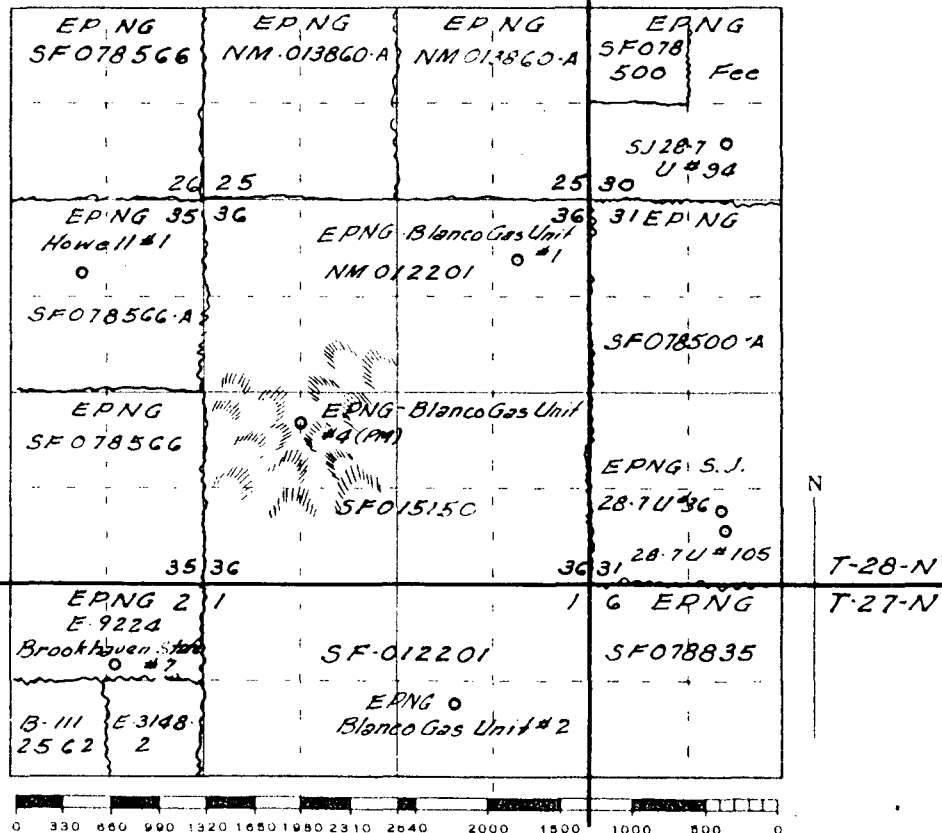 EPNG
SF 078566
EPNG
NM.013860-A
EPNG
NM 013860-A
EPNG
SF078
500
Fee
SJ 28-7
U #94
26 25
25 30
EPNG 35 36
Howell #1
SF078566-A
EPNG-Blanco Gas Unit
#1
NM 012201
36 31 EPNG
SF078500-A
EPNG
SF 078566
EPNG-Blanco Gas Unit
#4 (PM)
SF015150
EPNG S.J.
28-7 U #36
28-7 U #105
35 36
36 31
N
T-28-N
T-27-N
EPNG 2 1
E-9224
Brookhaven State
#7
B-111
2562
E-3148-
2
SF-012201
EPNG
Blanco Gas Unit #2
1 6 EPNG
SF078835
0 330 660 990 1320 1650 1980 2310 2640 2000 1500 1000 500 0